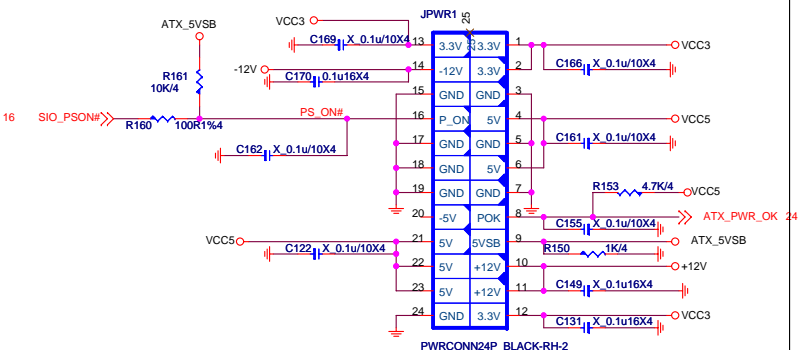 JPWR1
25
VCC3
ATX_5VSB
C169 X_0.1u/10X4 13 3.3V 3.3V 1 VCC3
-12V 14 -12V 3.3V 2
C166 X_0.1u/10X4
R161
10K/4
C170 0.1u16X4
15 GND GND 3
16 SIO_PSON# R160 100R1%4 PS_ON# 16 P_ON 5V 4 VCC5
C162 X_0.1u/10X4
17 GND GND 5
C161 X_0.1u/10X4
18 GND 5V 6
19 GND GND 7
R153 4.7K/4 VCC5
20 -5V POK 8 ATX_PWR_OK 24
C155 X_0.1u/10X4
VCC5 21 5V 5VSB 9 ATX_5VSB
C122 X_0.1u/10X4
R150 1K/4
22 5V +12V 10 +12V
23 5V +12V 11
C149 X_0.1u16X4
24 GND 3.3V 12 VCC3
C131 X_0.1u16X4
PWRCONN24P_BLACK-RH-2